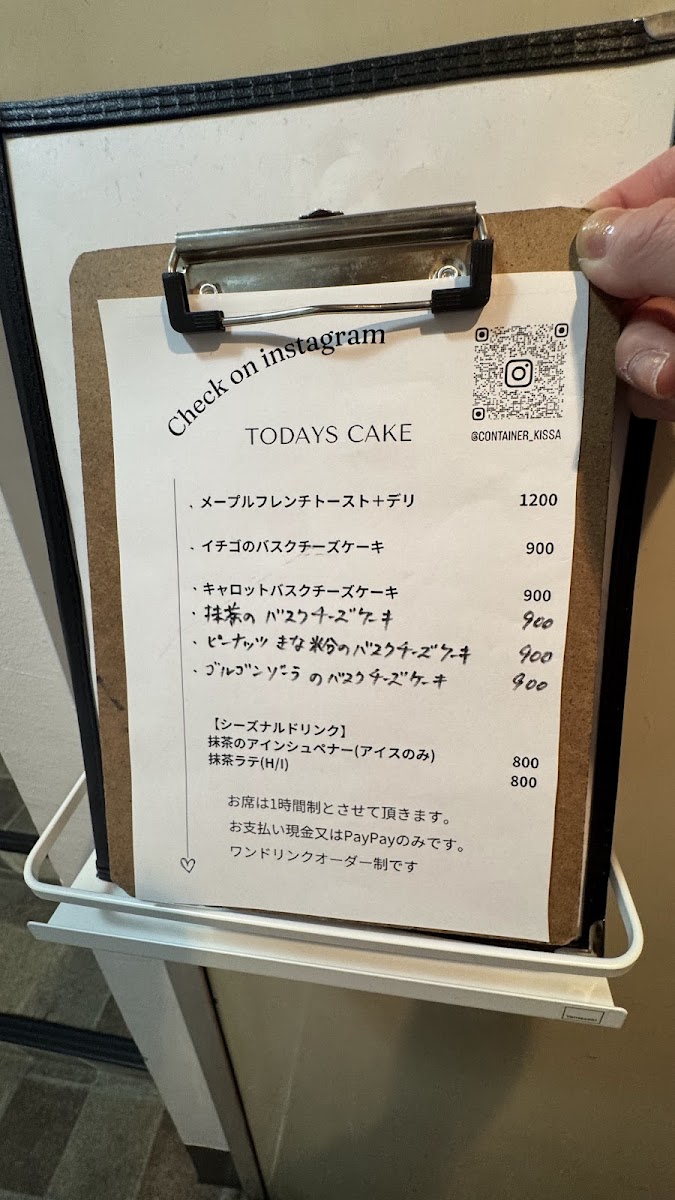 Check on instagram
@CONTAINER_KISSA
TODAYS CAKE
・メープルフレンチトースト＋デリ 1200
・イチゴのバスクチーズケーキ 900
・キャロットバスクチーズケーキ 900
・抹茶のバスクチーズケーキ 900
・ピーナッツきな粉のバスクチーズケーキ 900
・ゴルゴンゾーラのバスクチーズケーキ 900
【シーズナルドリンク】
抹茶のアインシュペナー(アイスのみ) 800
抹茶ラテ(H/I) 800
お席は1時間制とさせて頂きます。
お支払い現金又はPayPayのみです。
ワンドリンクオーダー制です